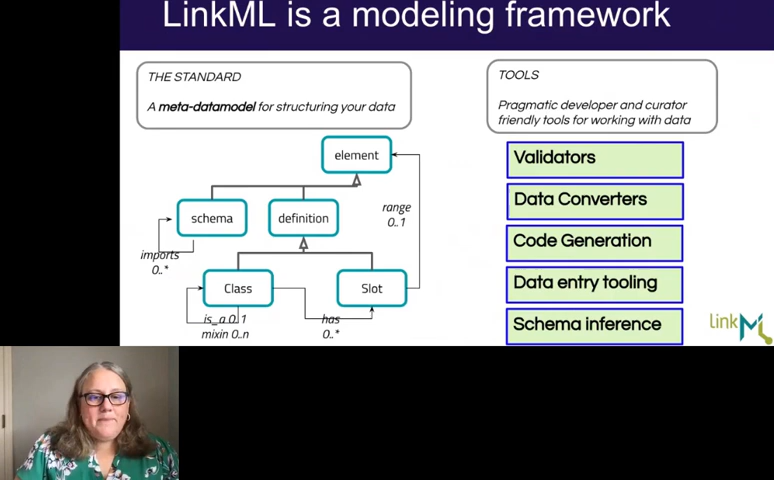 LinkML is a modeling framework
THE STANDARD
A meta-datamodel for structuring your data
TOOLS
Pragmatic developer and curator
friendly tools for working with data
element
schema
definition
range
0..1
imports
0..*
Class
Slot
is_a 0..1
mixin 0..n
has
0..*
Validators
Data Converters
Code Generation
Data entry tooling
Schema inference
linkML